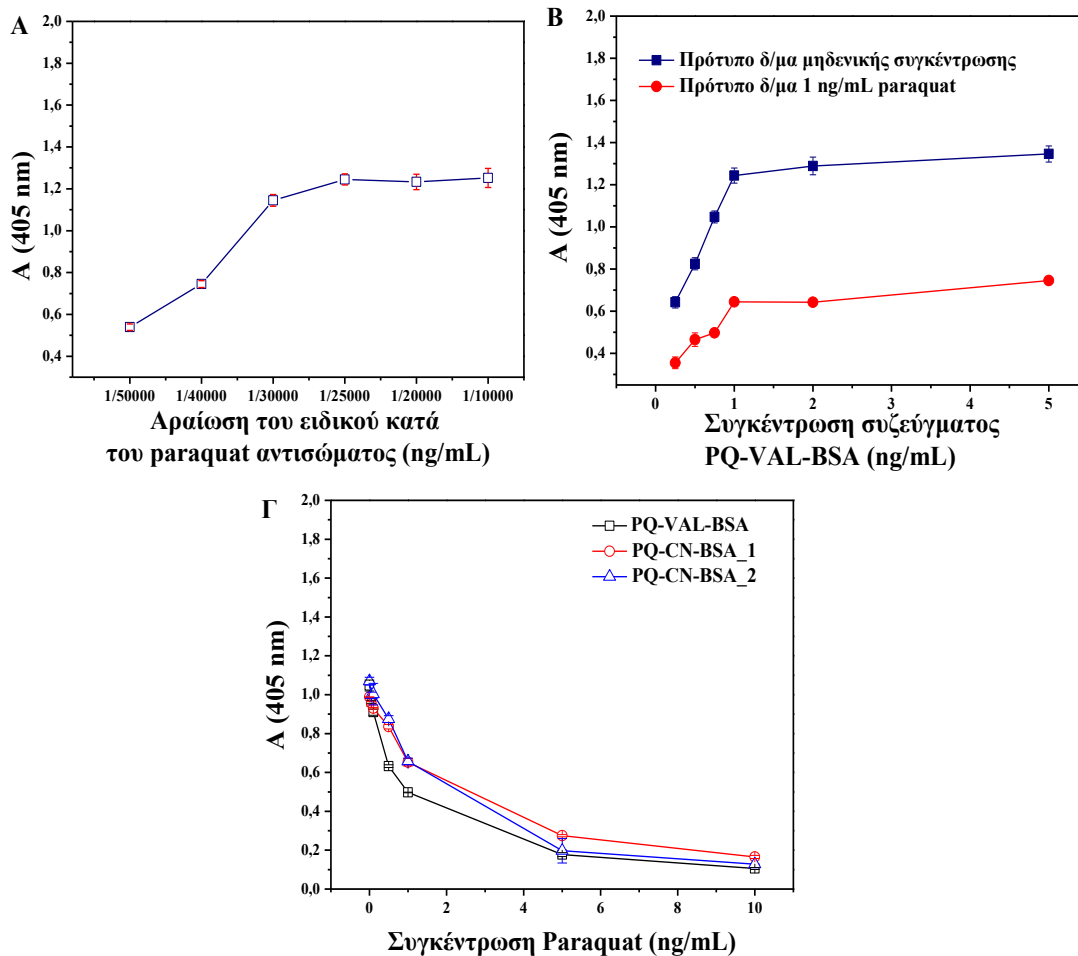 Α
2,0
1,8
1,6
1,4
1,2
1,0
0,8
0,6
0,4
Α (405 nm)
1/50000 1/40000 1/30000 1/25000 1/20000 1/10000
Αραίωση του ειδικού κατά
του paraquat αντισώματος (ng/mL)
Β
2,0
1,8
1,6
1,4
1,2
1,0
0,8
0,6
0,4
Α (405 nm)
Πρότυπο δ/μα μηδενικής συγκέντρωσης
Πρότυπο δ/μα 1 ng/mL paraquat
0 1 2 5
Συγκέντρωση συζεύγματος
PQ-VAL-BSA (ng/mL)
Γ
2,0
1,8
1,6
1,4
1,2
1,0
0,8
0,6
0,4
0,2
0,0
Α (405 nm)
PQ-VAL-BSA
PQ-CN-BSA_1
PQ-CN-BSA_2
0 2 4 6 8 10
Συγκέντρωση Paraquat (ng/mL)